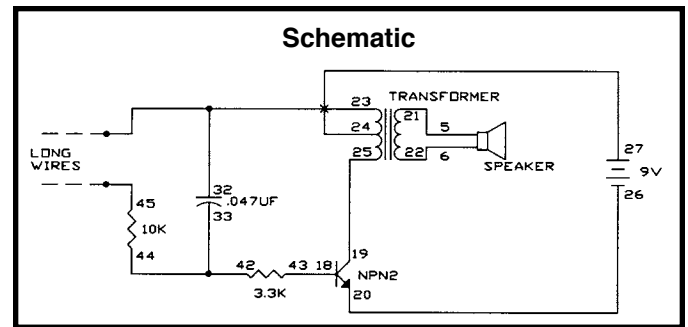 Schematic
TRANSFORMER
23
21
24
5
25
22
6
SPEAKER
27
9V
26
LONG
WIRES
32
.047UF
33
45
10K
44
42
43
18
3.3K
19
NPN2
20